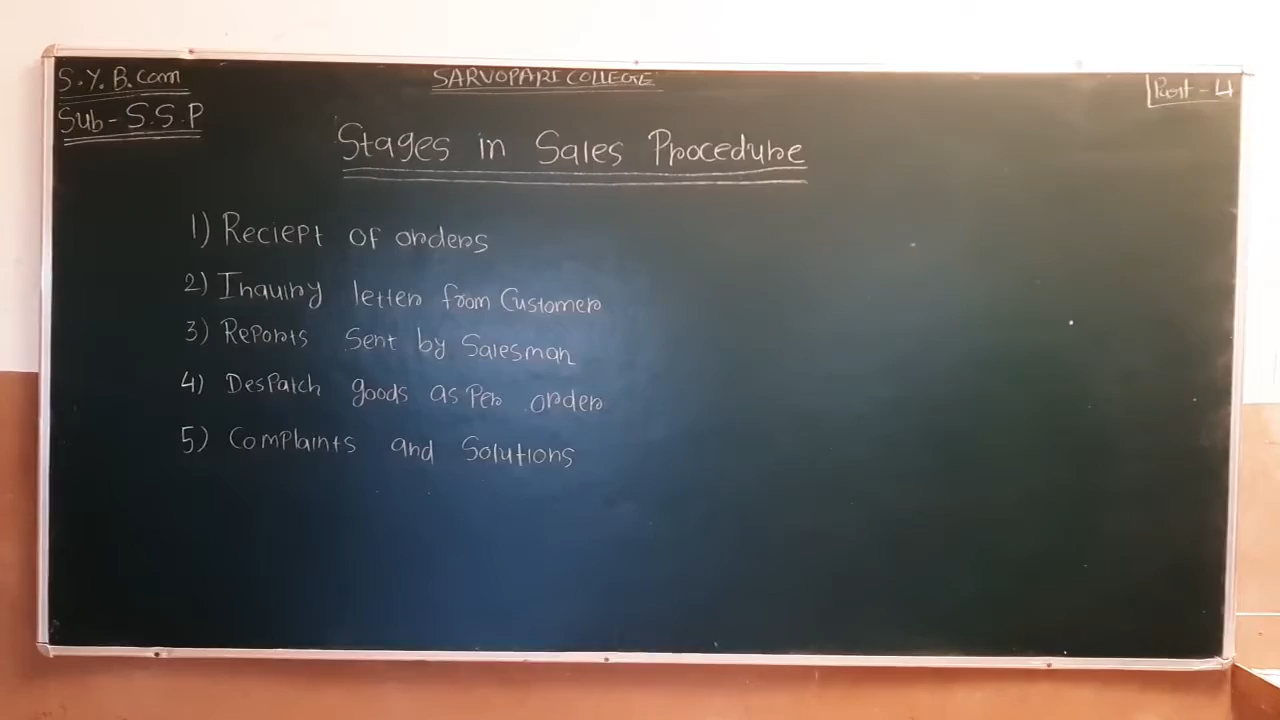 S.Y.B.Com
SARVOPARI COLLEGE
Part - 4
Sub - S.S.P
Stages in Sales Procedure
1) Reciept of orders
2) Inquiry letter from Customer
3) Reports Sent by Salesman
4) Despatch goods as Per order
5) Complaints and Solutions